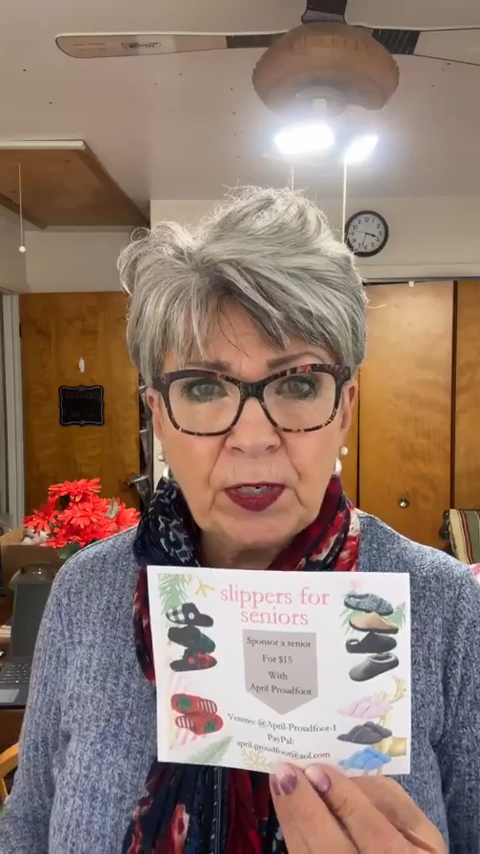 slippers for
seniors
Sponsor a senior
For $15
With
April Proudfoot
Venmo: @April-Proudfoot-1
PayPal:
april.proudfoot@aol.com